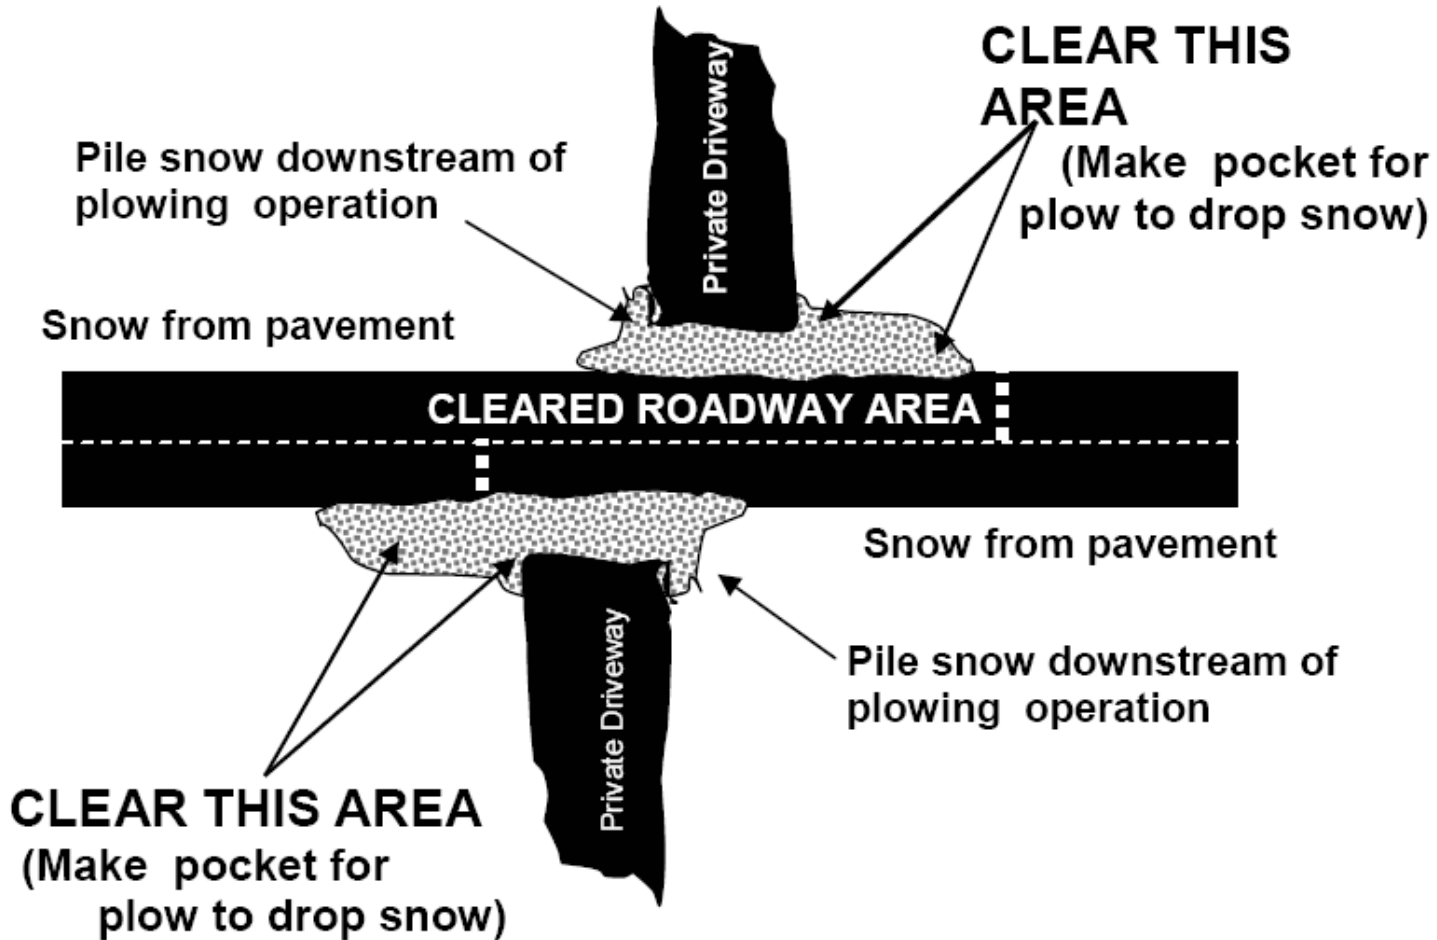 CLEAR THIS
AREA
(Make pocket for
plow to drop snow)
Private Driveway
Pile snow downstream of
plowing operation
Snow from pavement
CLEARED ROADWAY AREA
Snow from pavement
Pile snow downstream of
plowing operation
Private Driveway
CLEAR THIS AREA
(Make pocket for
plow to drop snow)